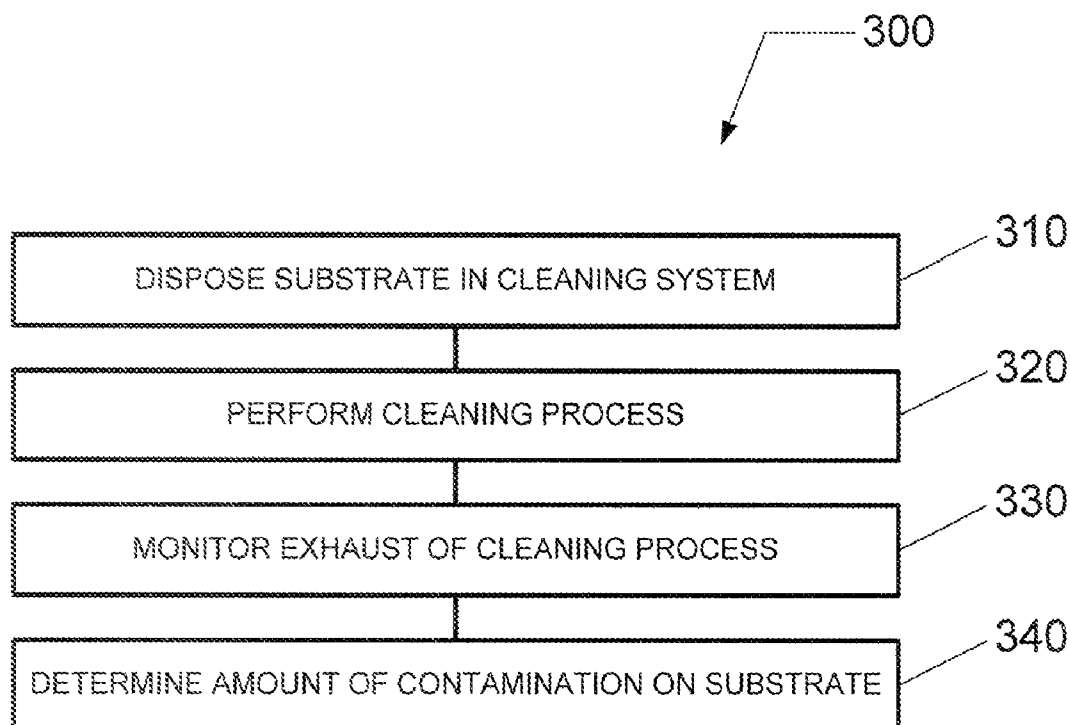 300
310
DISPOSE SUBSTRATE IN CLEANING SYSTEM
320
PERFORM CLEANING PROCESS
330
MONITOR EXHAUST OF CLEANING PROCESS
340
DETERMINE AMOUNT OF CONTAMINATION ON SUBSTRATE